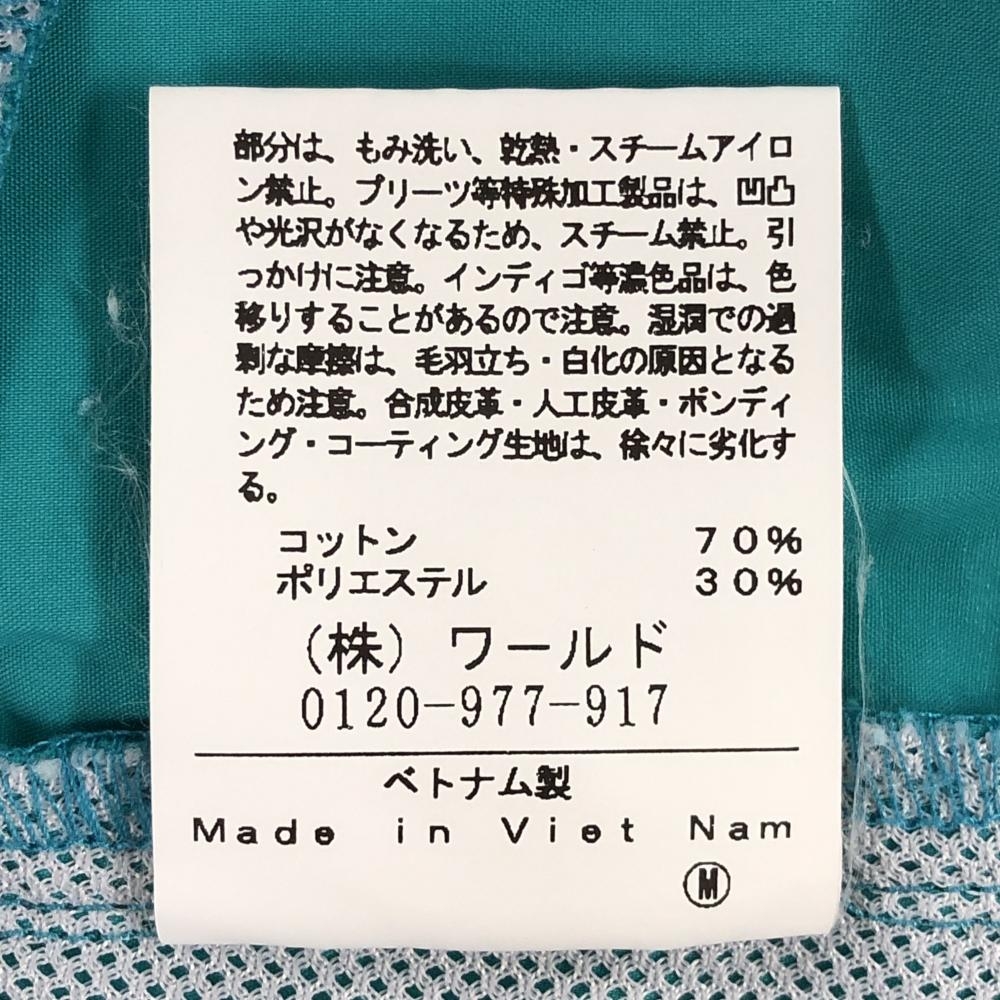 部分は、もみ洗い、乾熱・スチームアイロ
ン禁止。プリーツ等特殊加工製品は、凹凸
や光沢がなくなるため、スチーム禁止。引
っかけに注意。インディゴ等濃色品は、色
移りすることがあるので注意。湿潤での過
剰な摩擦は、毛羽立ち・白化の原因となる
ため注意。合成皮革・人工皮革・ボンディ
ング・コーティング生地は、徐々に劣化す
る。
コットン 70%
ポリエステル 30%
(株) ワールド
0120-977-917
ベトナム製
Made in Viet Nam
M